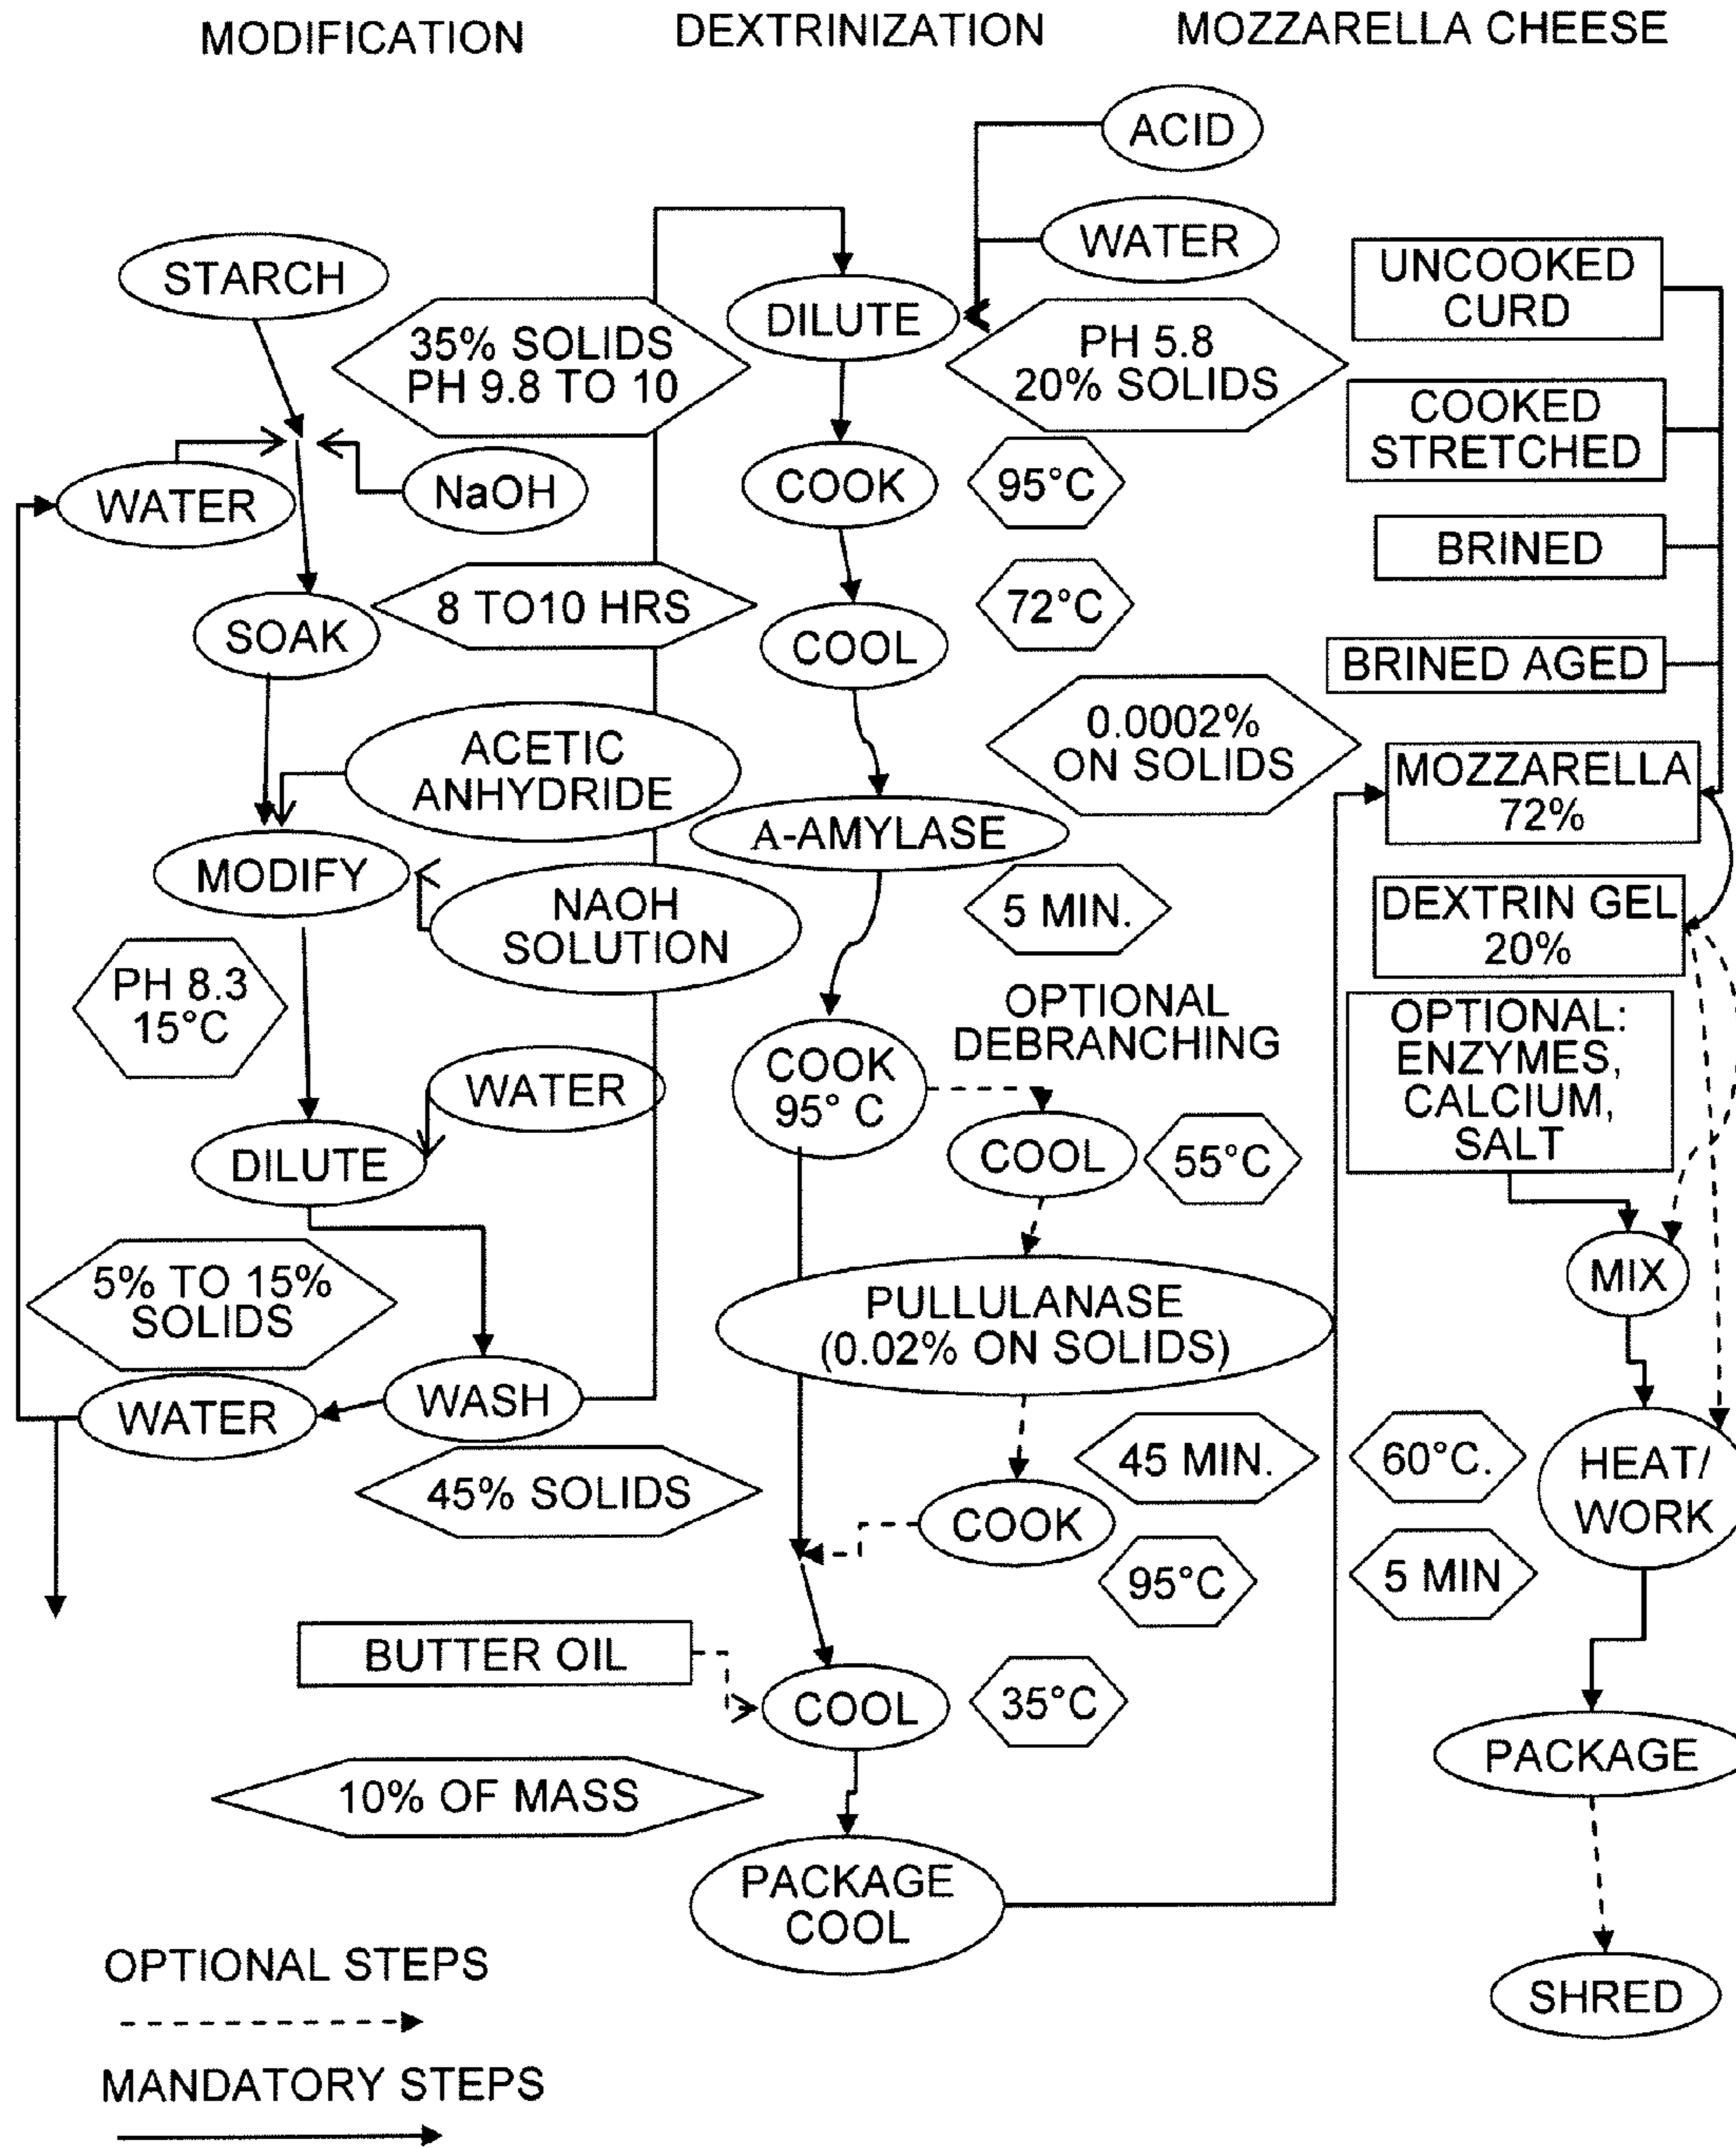 MODIFICATION
DEXTRINIZATION
MOZZARELLA CHEESE
STARCH
35% SOLIDS
PH 9.8 TO 10
WATER
NaOH
SOAK
8 TO10 HRS
ACETIC
ANHYDRIDE
MODIFY
NAOH
SOLUTION
PH 8.3
15°C
WATER
DILUTE
5% TO 15%
SOLIDS
WASH
WATER
45% SOLIDS
ACID
WATER
DILUTE
PH 5.8
20% SOLIDS
COOK
95°C
COOL
72°C
0.0002%
ON SOLIDS
A-AMYLASE
5 MIN.
COOK
95° C
OPTIONAL
DEBRANCHING
COOL
55°C
PULLULANASE
(0.02% ON SOLIDS)
45 MIN.
COOK
95°C
BUTTER OIL
COOL
35°C
10% OF MASS
PACKAGE
COOL
UNCOOKED
CURD
COOKED
STRETCHED
BRINED
BRINED AGED
MOZZARELLA
72%
DEXTRIN GEL
20%
OPTIONAL:
ENZYMES,
CALCIUM,
SALT
MIX
60°C.
HEAT/
WORK
5 MIN
PACKAGE
SHRED
OPTIONAL STEPS
MANDATORY STEPS